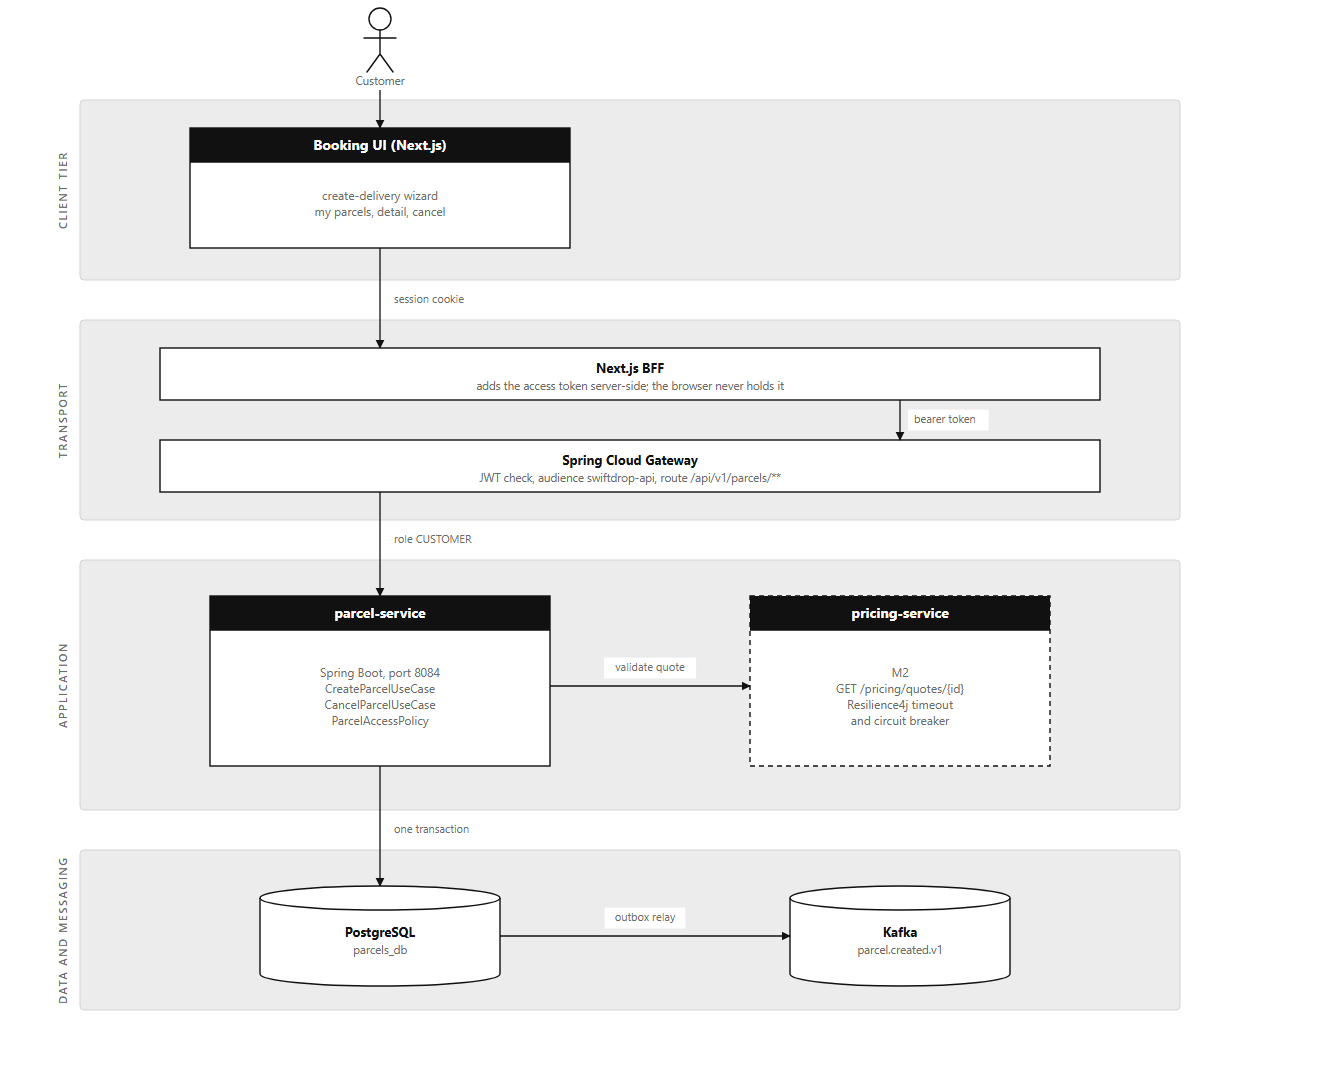 Customer
CLIENT TIER
Booking UI (Next.js)
create-delivery wizard
my parcels, detail, cancel
session cookie
TRANSPORT
Next.js BFF
adds the access token server-side; the browser never holds it
bearer token
Spring Cloud Gateway
JWT check, audience swiftdrop-api, route /api/v1/parcels/**
role CUSTOMER
APPLICATION
parcel-service
Spring Boot, port 8084
CreateParcelUseCase
CancelParcelUseCase
ParcelAccessPolicy
validate quote
pricing-service
M2
GET /pricing/quotes/{id}
Resilience4j timeout
and circuit breaker
one transaction
DATA AND MESSAGING
PostgreSQL
parcels_db
outbox relay
Kafka
parcel.created.v1